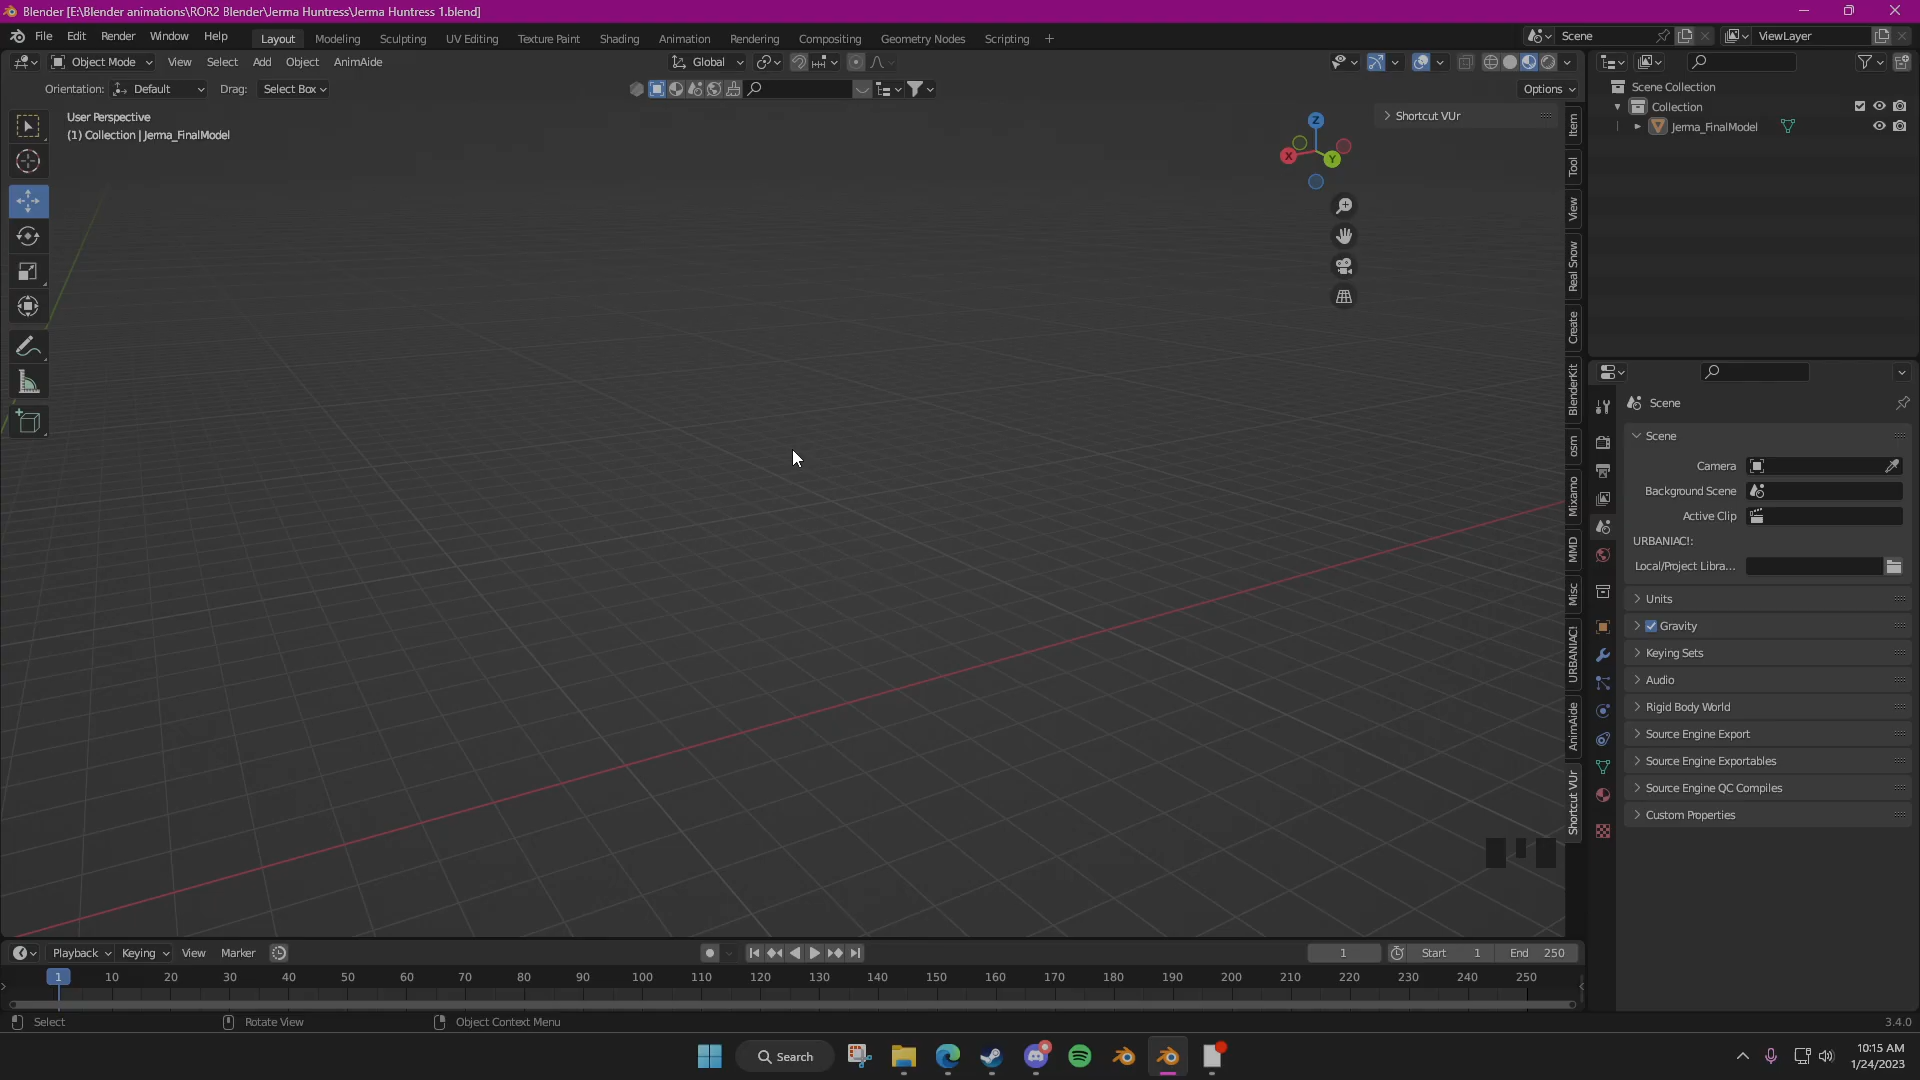 Blender [E:\Blender animations\ROR2 Blender\Jerma Huntress\Jerma Huntress 1.blend]
File Edit Render Window Help Layout Modeling Sculpting UV Editing Texture Paint Shading Animation Rendering Compositing Geometry Nodes Scripting + Scene ViewLayer
Object Mode View Select Add Object AnimAide Global
Orientation: Default Drag: Select Box Options
User Perspective
(1) Collection | Jerma_FinalModel
Shortcut VUr
Z
X
Y
Item
Tool
View
Real Snow
Create
BlenderKit
osm
Mixamo
MMD
Misc
URBANIAC!
AnimAide
Shortcut VUr
Scene Collection
Collection
Jerma_FinalModel
Scene
Scene
Camera
Background Scene
Active Clip
URBANIAC!:
Local/Project Libra...
Units
Gravity
Keying Sets
Audio
Rigid Body World
Source Engine Export
Source Engine Exportables
Source Engine QC Compiles
Custom Properties
Playback Keying View Marker 1 Start 1 End 250
1 10 20 30 40 50 60 70 80 90 100 110 120 130 140 150 160 170 180 190 200 210 220 230 240 250
Select Rotate View Object Context Menu 3.4.0
Search
10:15 AM
1/24/2023